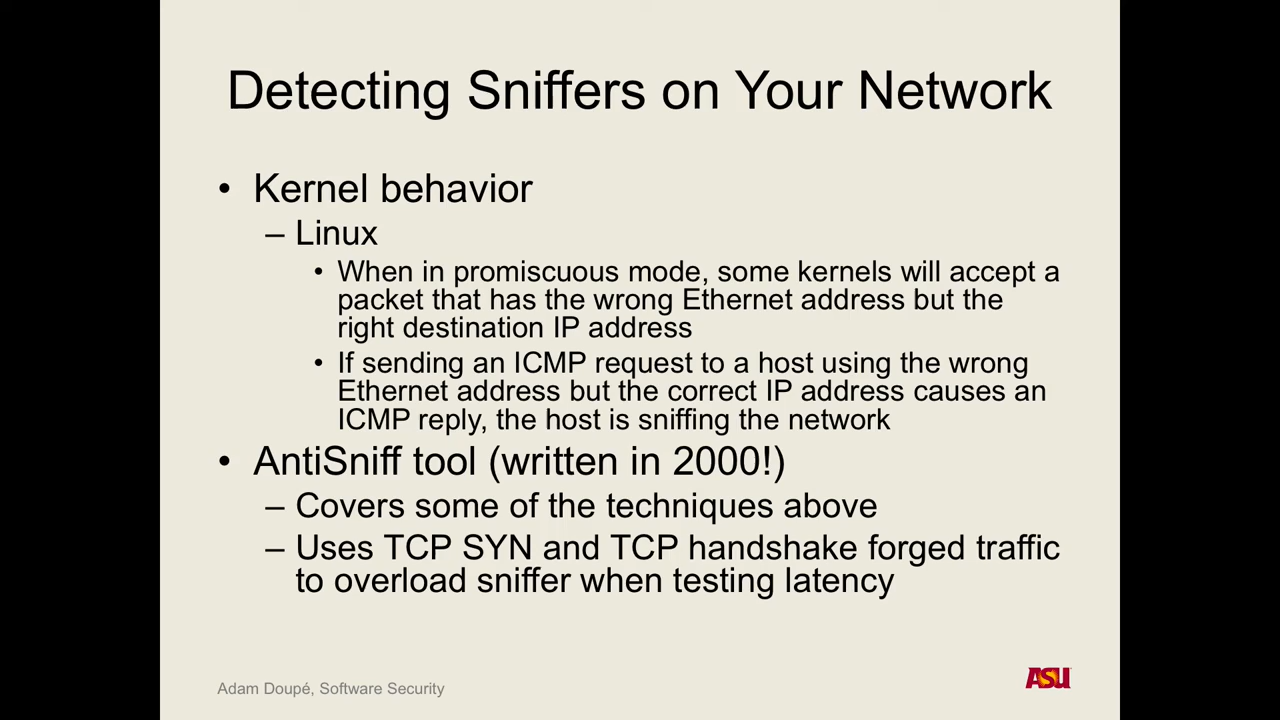 Detecting Sniffers on Your Network
• Kernel behavior
– Linux
• When in promiscuous mode, some kernels will accept a
packet that has the wrong Ethernet address but the
right destination IP address
• If sending an ICMP request to a host using the wrong
Ethernet address but the correct IP address causes an
ICMP reply, the host is sniffing the network
• AntiSniff tool (written in 2000!)
– Covers some of the techniques above
– Uses TCP SYN and TCP handshake forged traffic
to overload sniffer when testing latency
Adam Doupé, Software Security
ASU